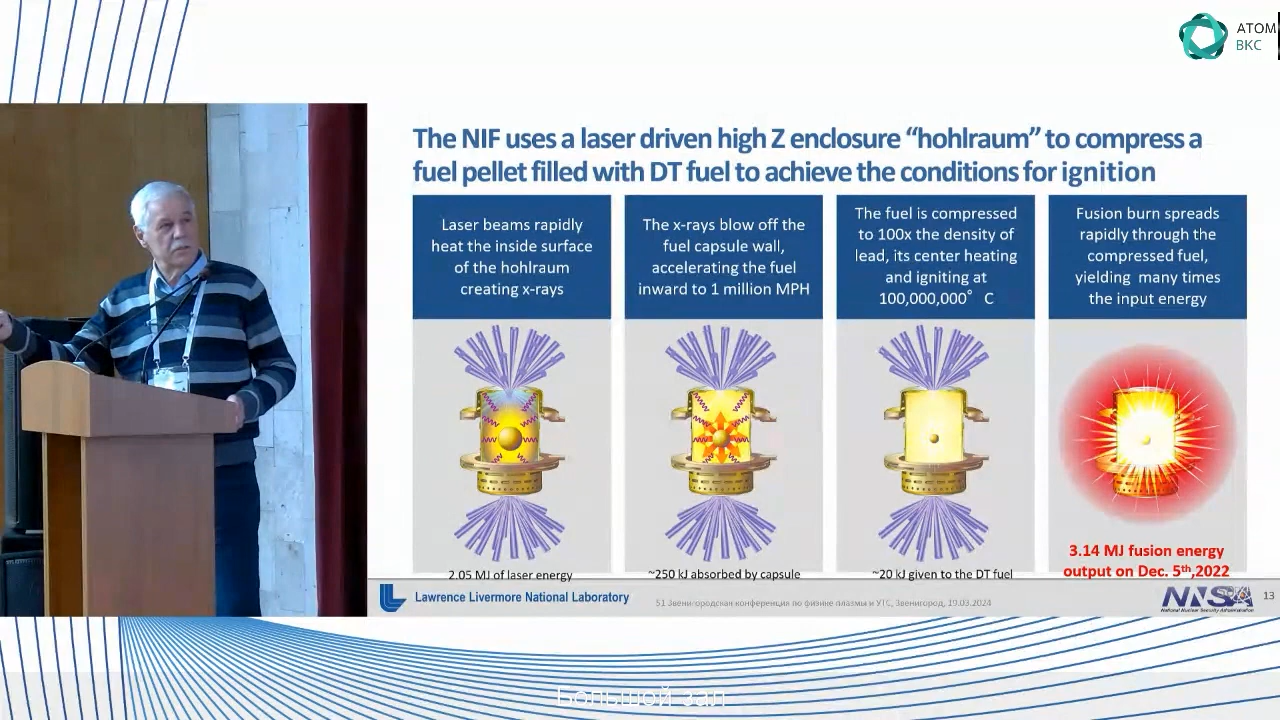 АТОМ
ВКС
The NIF uses a laser driven high Z enclosure “hohlraum” to compress a
fuel pellet filled with DT fuel to achieve the conditions for ignition
Laser beams rapidly
heat the inside surface
of the hohlraum
creating x-rays
The x-rays blow off the
fuel capsule wall,
accelerating the fuel
inward to 1 million MPH
The fuel is compressed
to 100x the density of
lead, its center heating
and igniting at
100,000,000° C
Fusion burn spreads
rapidly through the
compressed fuel,
yielding many times
the input energy
2.05 MJ of laser energy
~250 kJ absorbed by capsule
~20 kJ given to the DT fuel
3.14 MJ fusion energy
output on Dec. 5th,2022
Lawrence Livermore National Laboratory
51 Звенигородская конференция по физике плазмы и УТС, Звенигород, 19.03.2024
NNSA
National Nuclear Security Administration
13
Большой зал